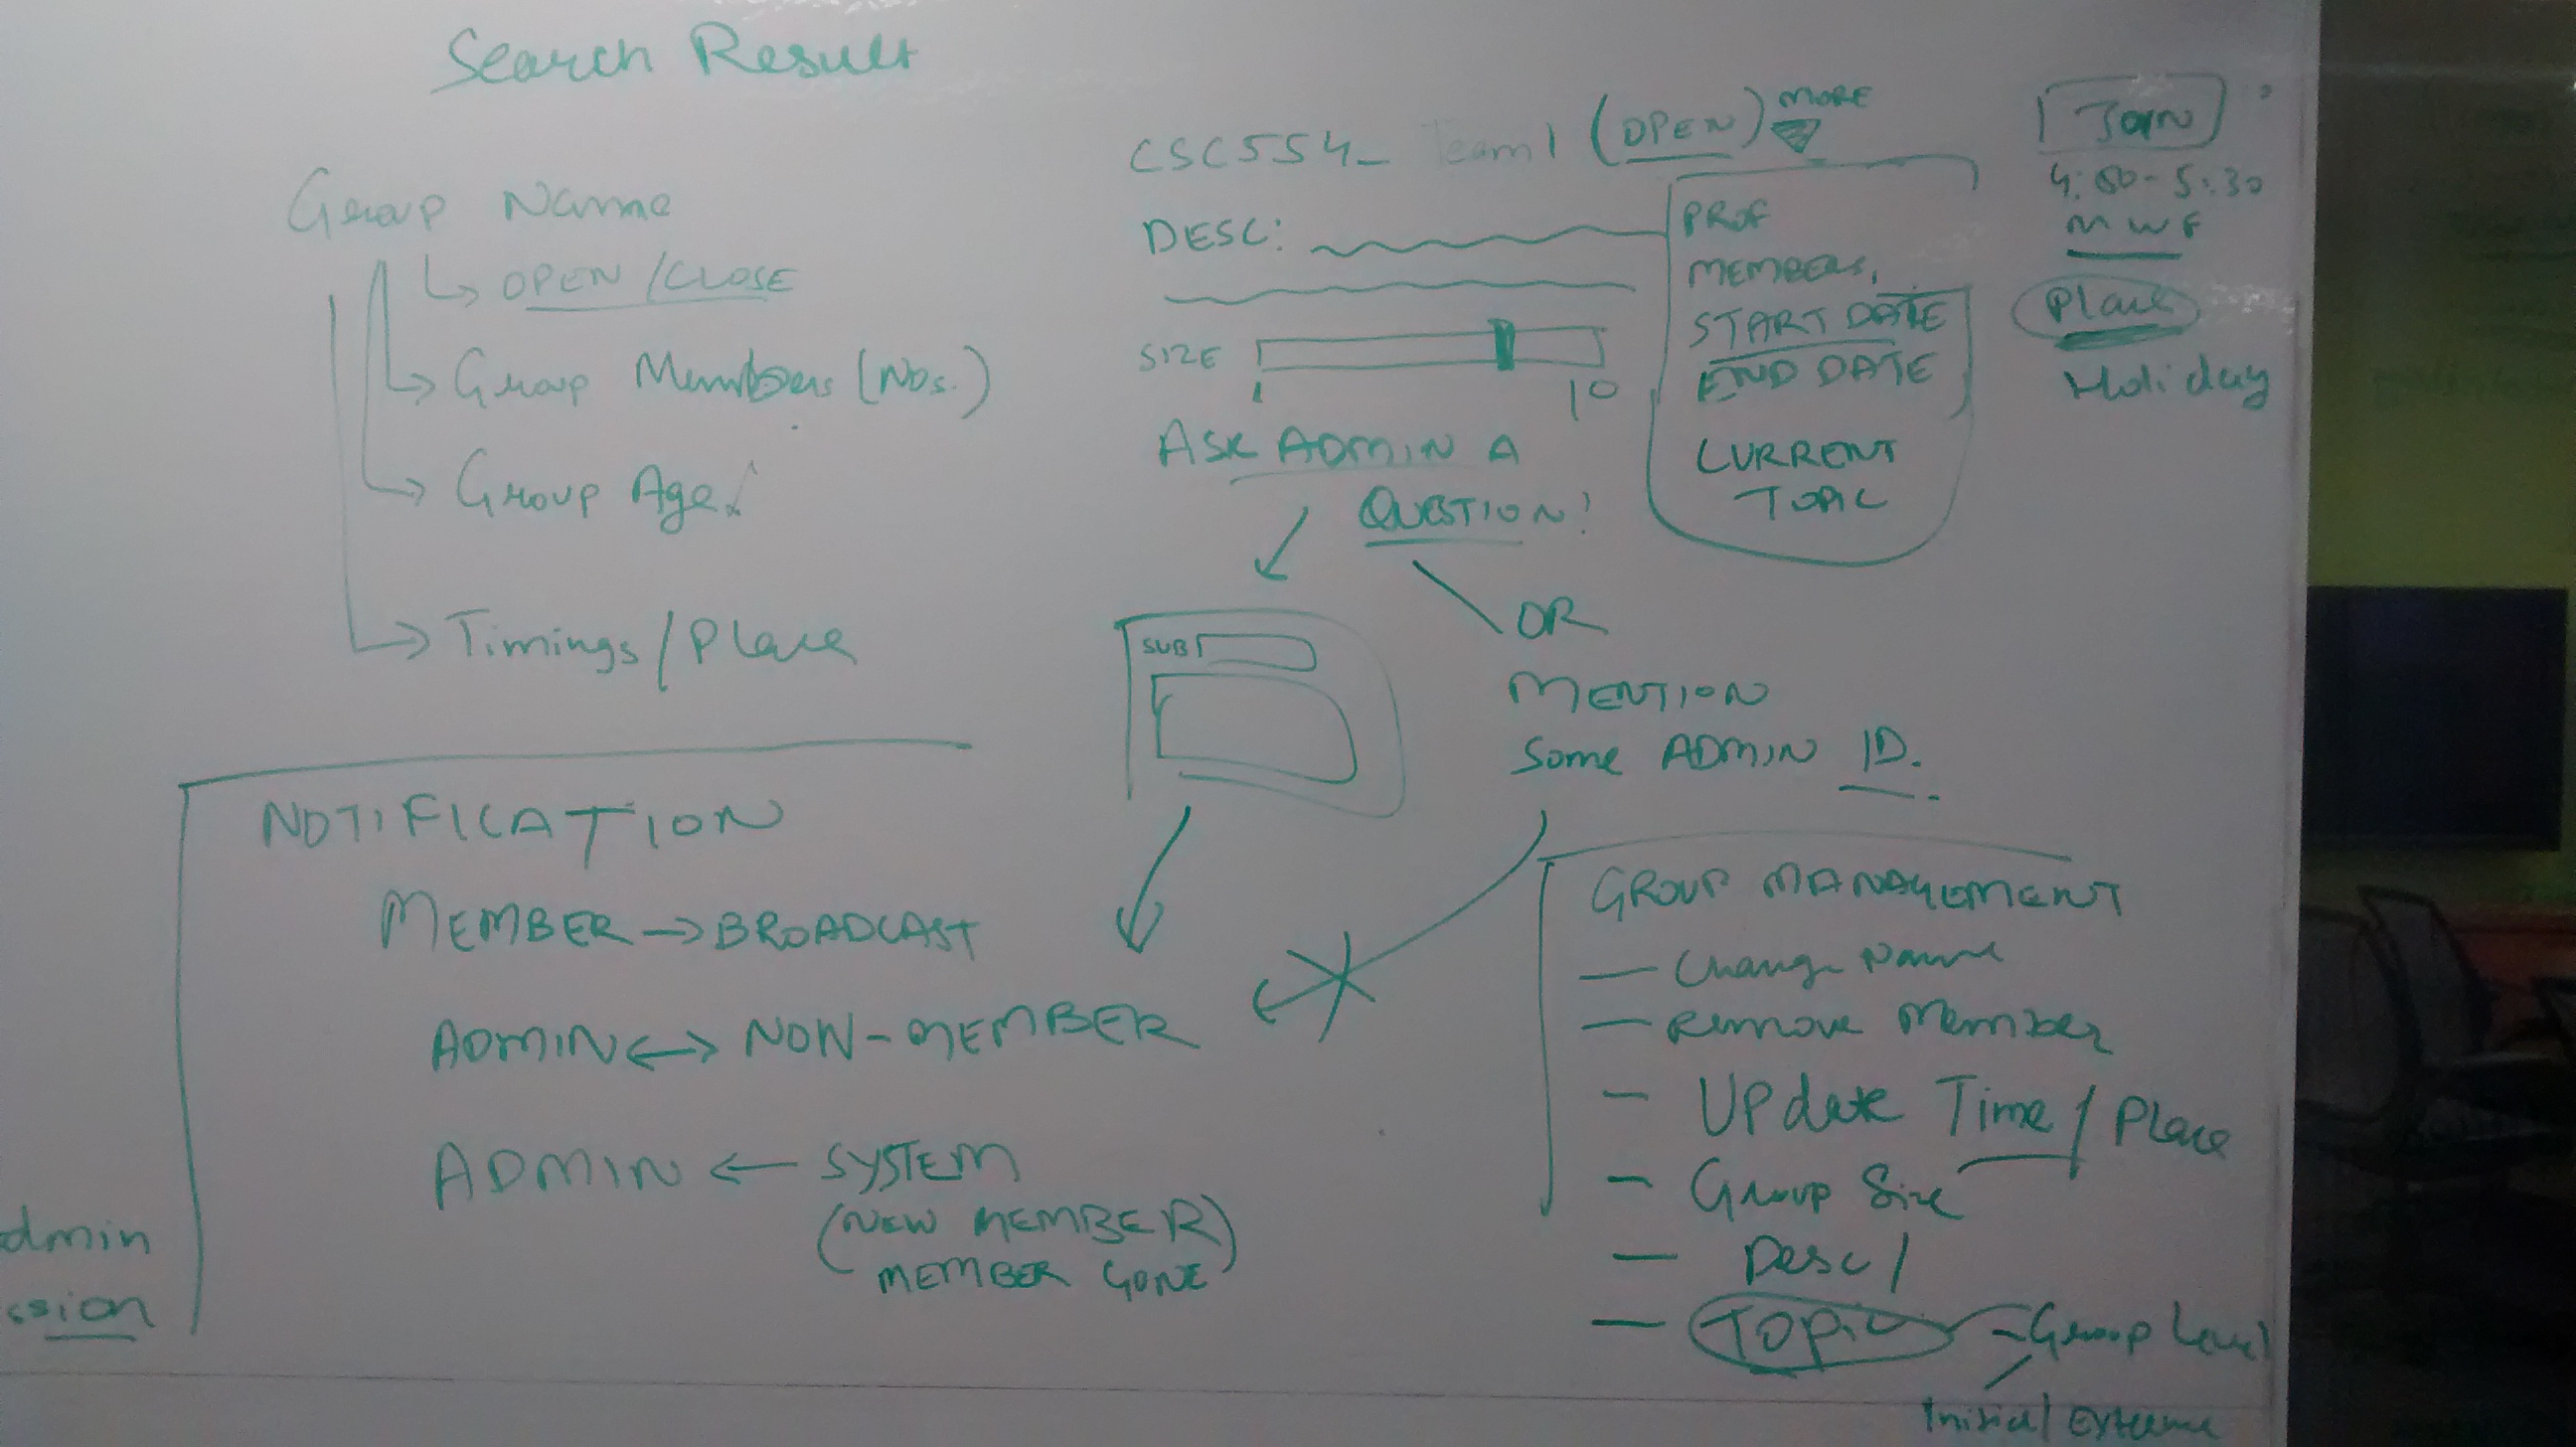 Search Result
Group Name
OPEN/CLOSE
Group Members (Nos.)
Group Age
Timings/Place
CSC554_ Team1 (OPEN) MORE
DESC:
SIZE
1 10
ASK ADMIN A
QUESTION!
PROF
MEMBERS,
START DATE
END DATE
CURRENT
TOPIC
Join
5:30
MWF
Place
Holiday
SUB
OR
MENTION
Some ADMIN ID.
NOTIFICATION
MEMBER → BROADCAST
ADMIN ↔ NON-MEMBER
ADMIN ← SYSTEM
(NEW MEMBER)
MEMBER GONE
dmin
ssion
GROUP MANAGEMENT
— Change Name
— Remove Member
— Update Time / Place
— Group Size
— Desc /
— Topic - Group Level
Initial/ Extreme